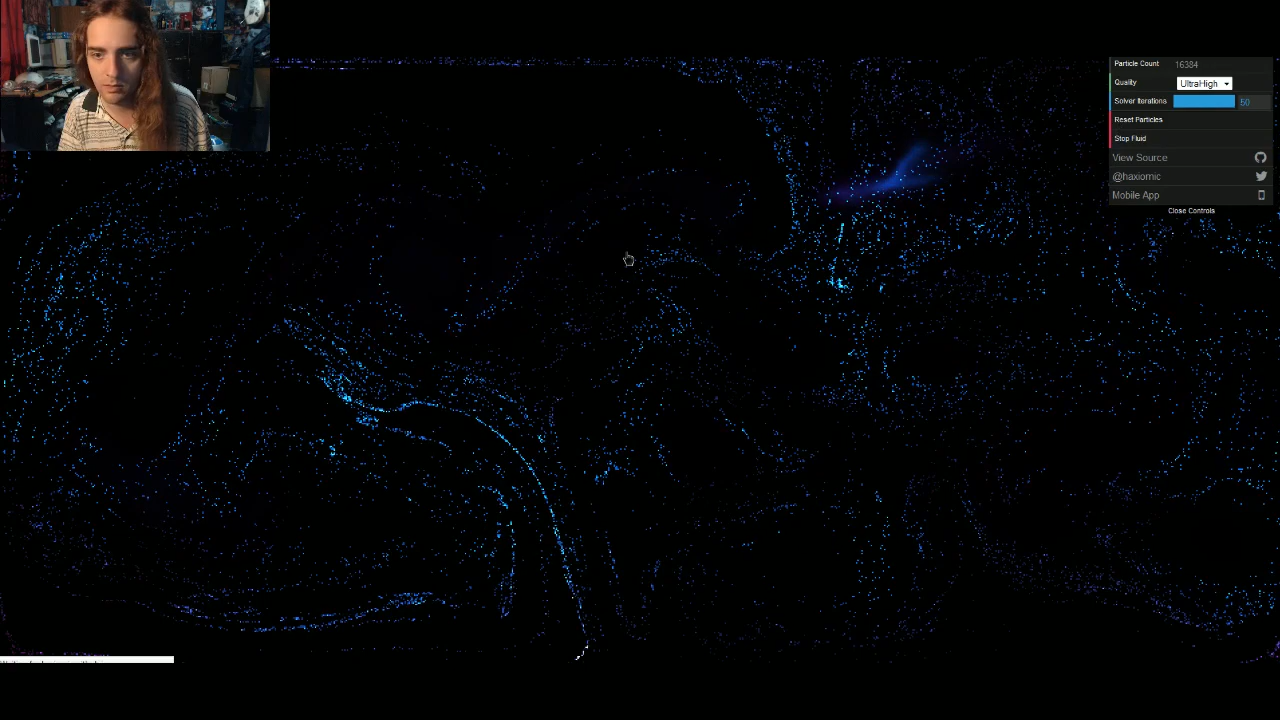 Particle Count 16384
Quality UltraHigh
Solver Iterations 50
Reset Particles
Stop Fluid
View Source
@haxiomic
Mobile App
Close Controls